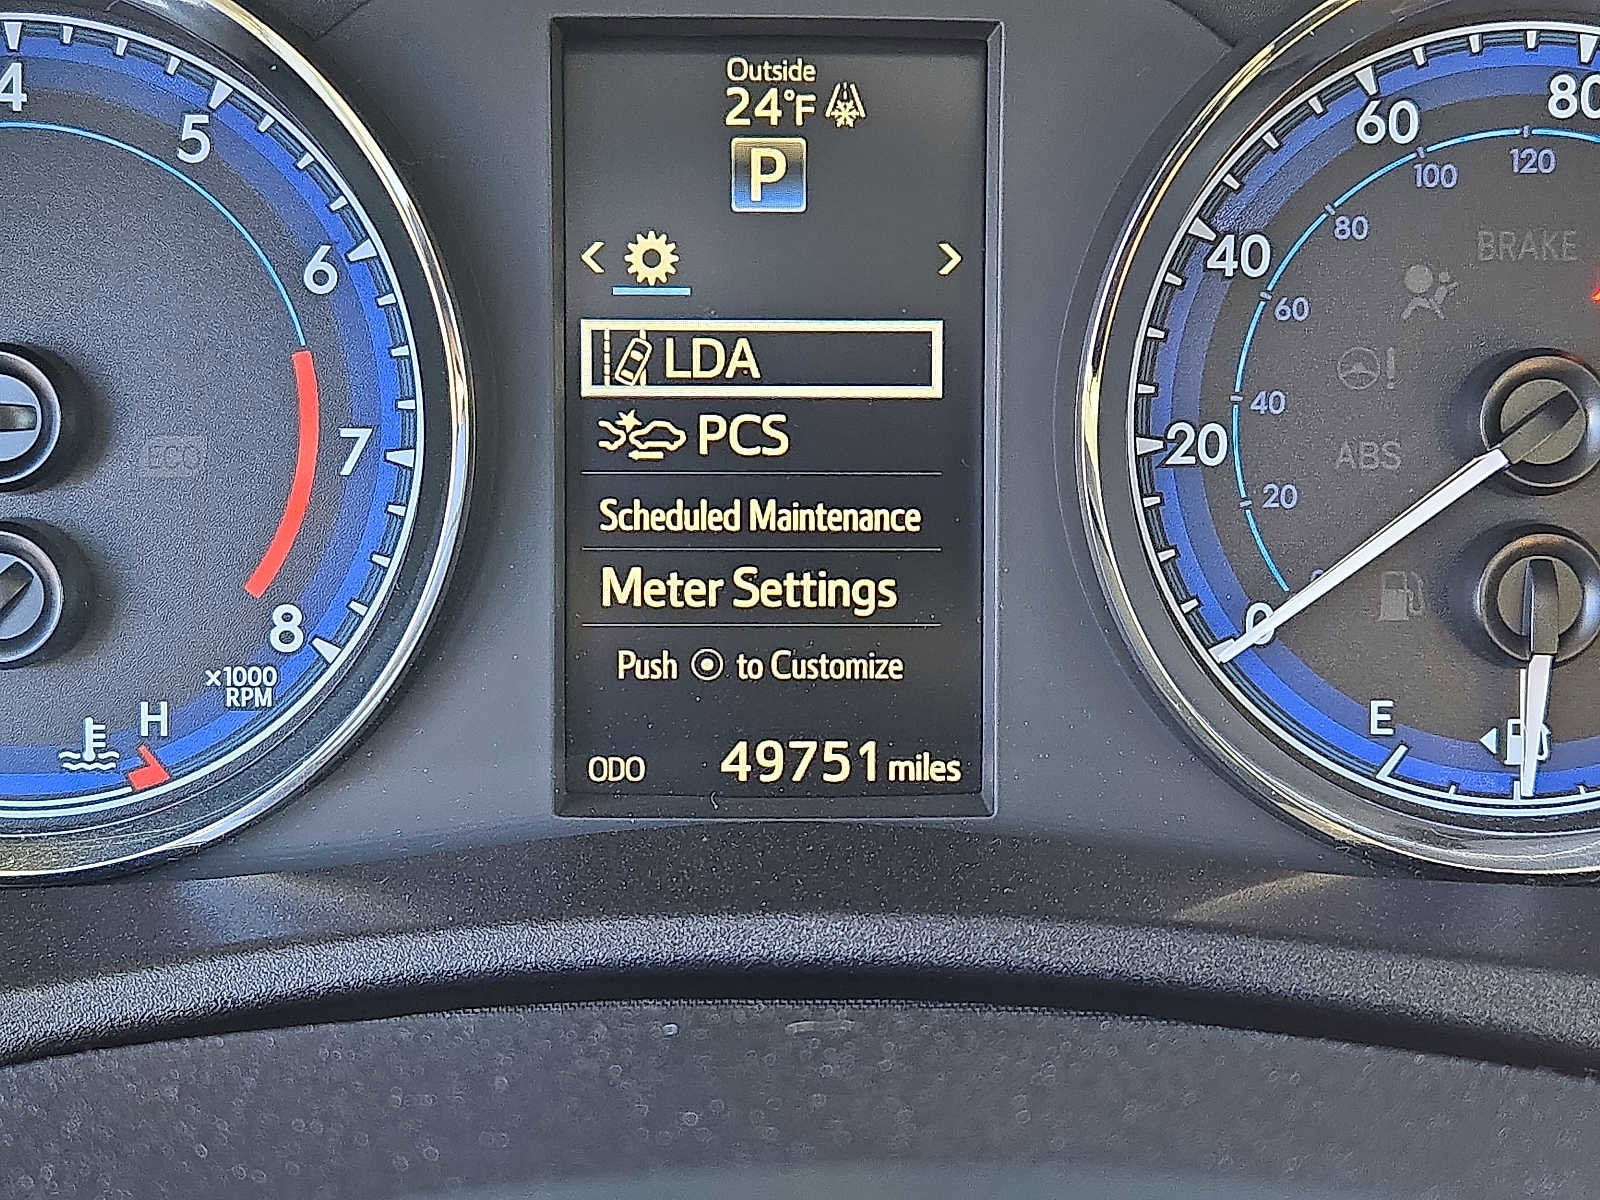 4
5
6
7
8
x1000
RPM
H
ECO
Outside
24°F
P
LDA
PCS
Scheduled Maintenance
Meter Settings
Push to Customize
ODO 49751 miles
80
60
40
20
0
120
100
80
60
40
20
BRAKE
ABS
E